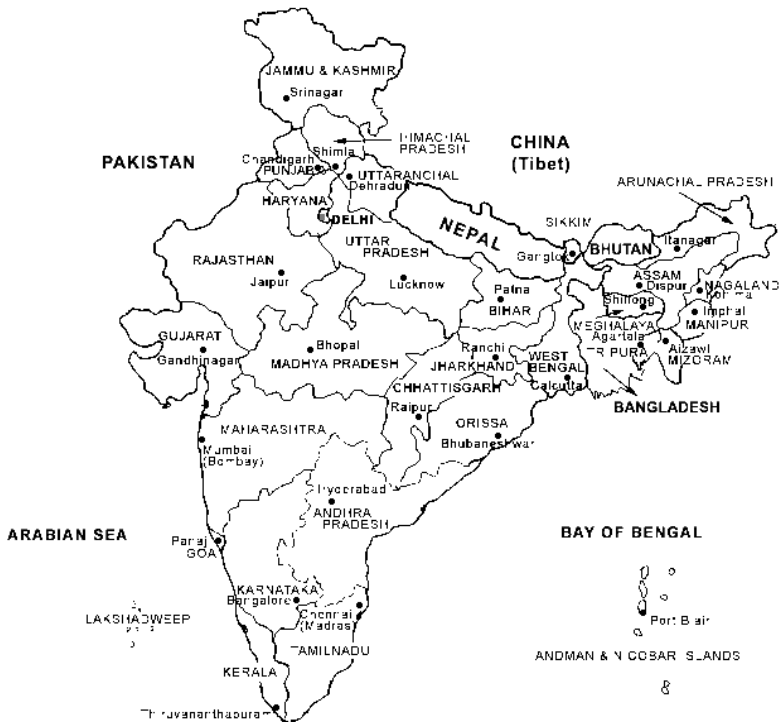 JAMMU & KASHMIR
Srinagar
HIMACHAL
PRADESH
CHINA
(Tibet)
PAKISTAN
Chandigarh
Shimla
PUNJAB
UTTARANCHAL
Dehradun
ARUNACHAL PRADESH
HARYANA
DELHI
NEPAL
SIKKIM
BHUTAN
Itanagar
UTTAR
PRADESH
Gangtok
RAJASTHAN
Jaipur
Lucknow
Patna
BIHAR
ASSAM
Dispur
NAGALAND
Kohima
Shillong
Imphal
MANIPUR
MEGHALAYA
Agartala
TRIPURA
Aizawl
MIZORAM
GUJARAT
Gandhinagar
Bhopal
MADHYA PRADESH
Ranchi
JHARKHAND
WEST
BENGAL
Calcutta
CHHATTISGARH
Raipur
BANGLADESH
ORISSA
Bhubaneshwar
MAHARASHTRA
Mumbai
(Bombay)
Hyderabad
ANDHRA
PRADESH
ARABIAN SEA
Panaj
GOA
BAY OF BENGAL
KARNATAKA
Bangalore
Chennai
(Madras)
LAKSHADWEEP
TAMILNADU
Port Blair
KERALA
ANDMAN & NICOBAR ISLANDS
Thiruvananthapuram